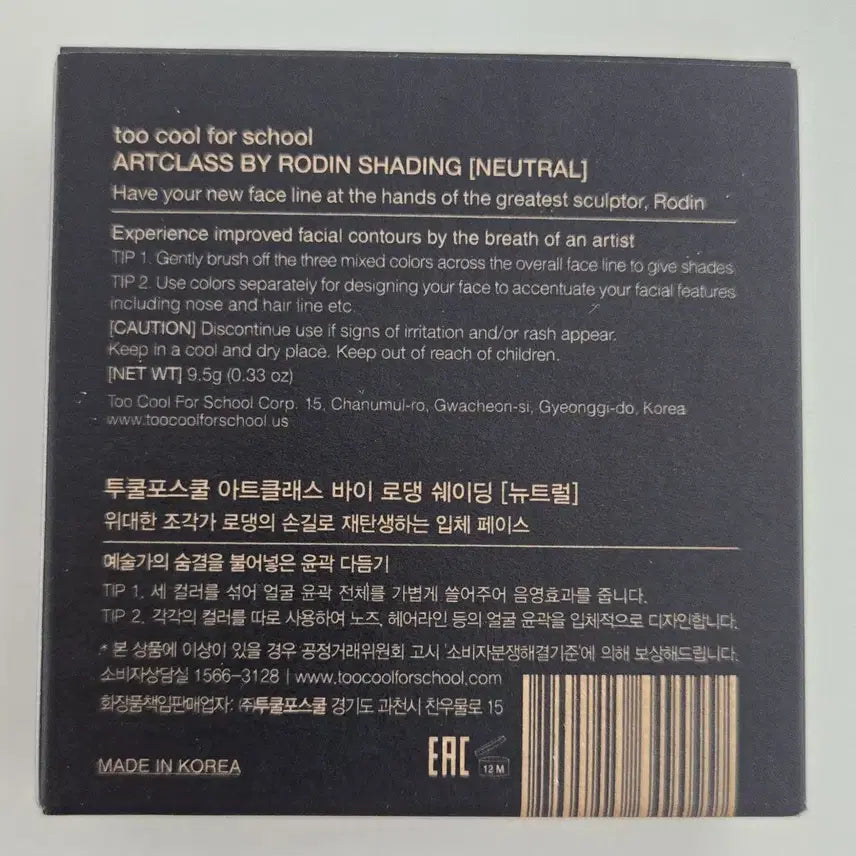 too cool for school
ARTCLASS BY RODIN SHADING [NEUTRAL]
Have your new face line at the hands of the greatest sculptor, Rodin
Experience improved facial contours by the breath of an artist
TIP 1. Gently brush off the three mixed colors across the overall face line to give shades
TIP 2. Use colors separately for designing your face to accentuate your facial features
including nose and hair line etc.
[CAUTION] Discontinue use if signs of irritation and/or rash appear.
Keep in a cool and dry place. Keep out of reach of children.
[NET WT] 9.5g (0.33 oz)
Too Cool For School Corp. 15, Chanumul-ro, Gwacheon-si, Gyeonggi-do, Korea
www.toocoolforschool.us
투쿨포스쿨 아트클래스 바이 로댕 쉐이딩 [뉴트럴]
위대한 조각가 로댕의 손길로 재탄생하는 입체 페이스
예술가의 숨결을 불어넣은 윤곽 다듬기
TIP 1. 세 컬러를 섞어 얼굴 윤곽 전체를 가볍게 쓸어주어 음영효과를 줍니다.
TIP 2. 각각의 컬러를 따로 사용하여 노즈, 헤어라인 등의 얼굴 윤곽을 입체적으로 디자인합니다.
* 본 상품에 이상이 있을 경우 공정거래위원회 고시 '소비자분쟁해결기준'에 의해 보상해드립니다.
소비자상담실 1566-3128 | www.toocoolforschool.com
화장품책임판매업자: ㈜투쿨포스쿨 경기도 과천시 찬우물로 15
MADE IN KOREA
EAC
12 M